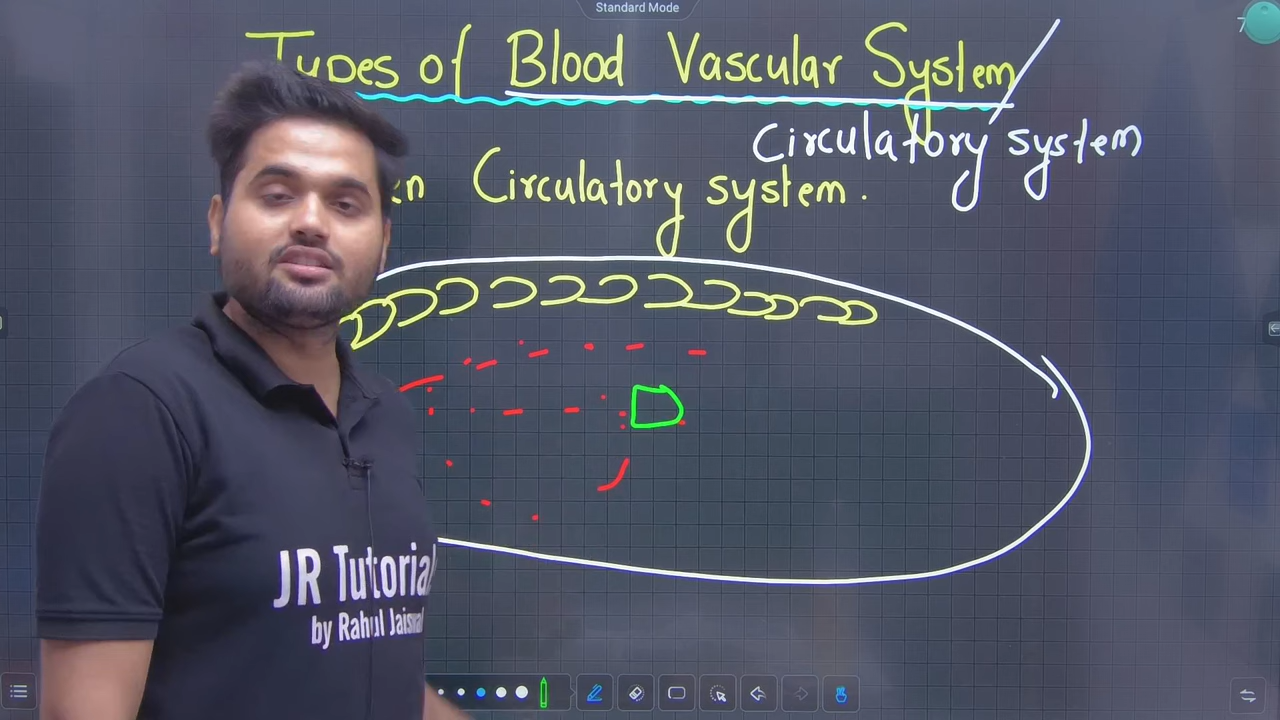 Standard Mode
Types of Blood Vascular System
Circulatory system
Circulatory system.
JR Tutorial
by Rahul Jaiswal